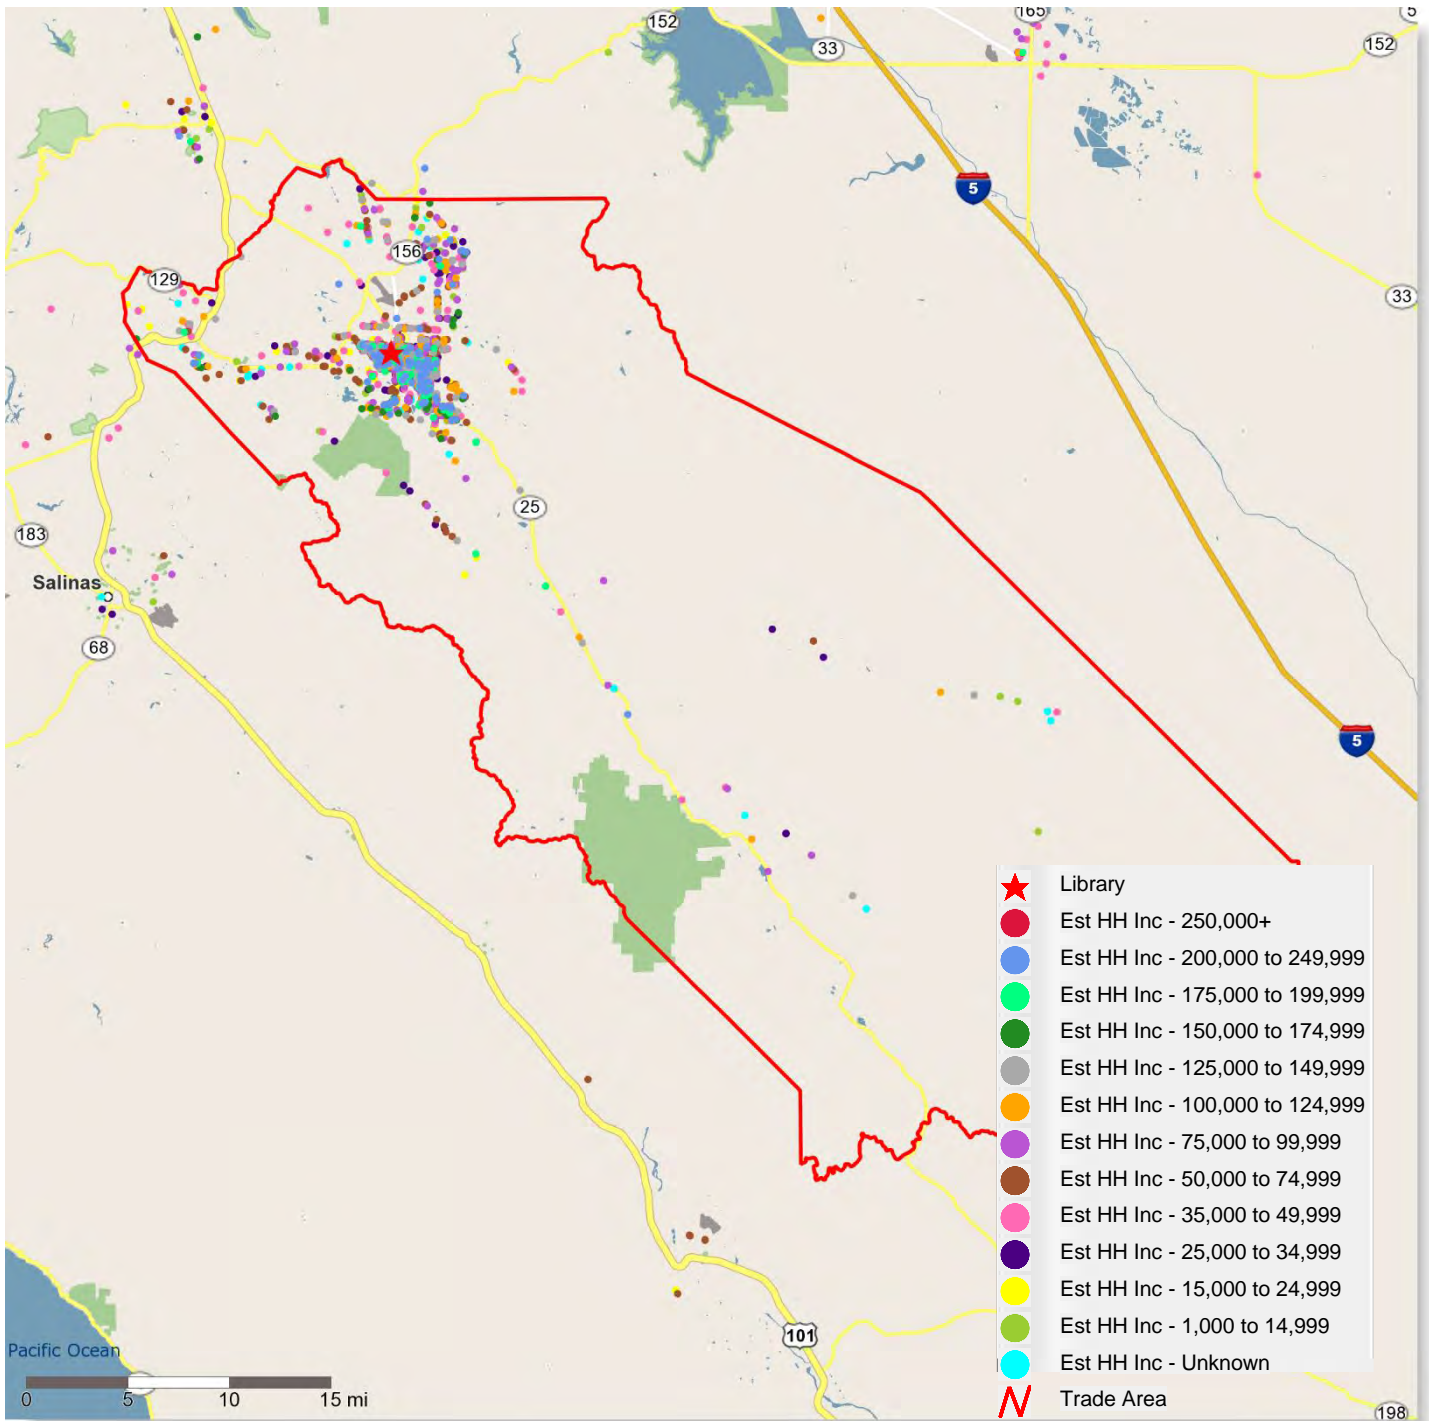 165
5
152
33
152
5
156
129
33
25
183
Salinas
68
5
Library
Est HH Inc - 250,000+
Est HH Inc - 200,000 to 249,999
Est HH Inc - 175,000 to 199,999
Est HH Inc - 150,000 to 174,999
Est HH Inc - 125,000 to 149,999
Est HH Inc - 100,000 to 124,999
Est HH Inc - 75,000 to 99,999
Est HH Inc - 50,000 to 74,999
Est HH Inc - 35,000 to 49,999
Est HH Inc - 25,000 to 34,999
Est HH Inc - 15,000 to 24,999
Est HH Inc - 1,000 to 14,999
Est HH Inc - Unknown
Trade Area
101
Pacific Ocean
0 5 10 15 mi
198